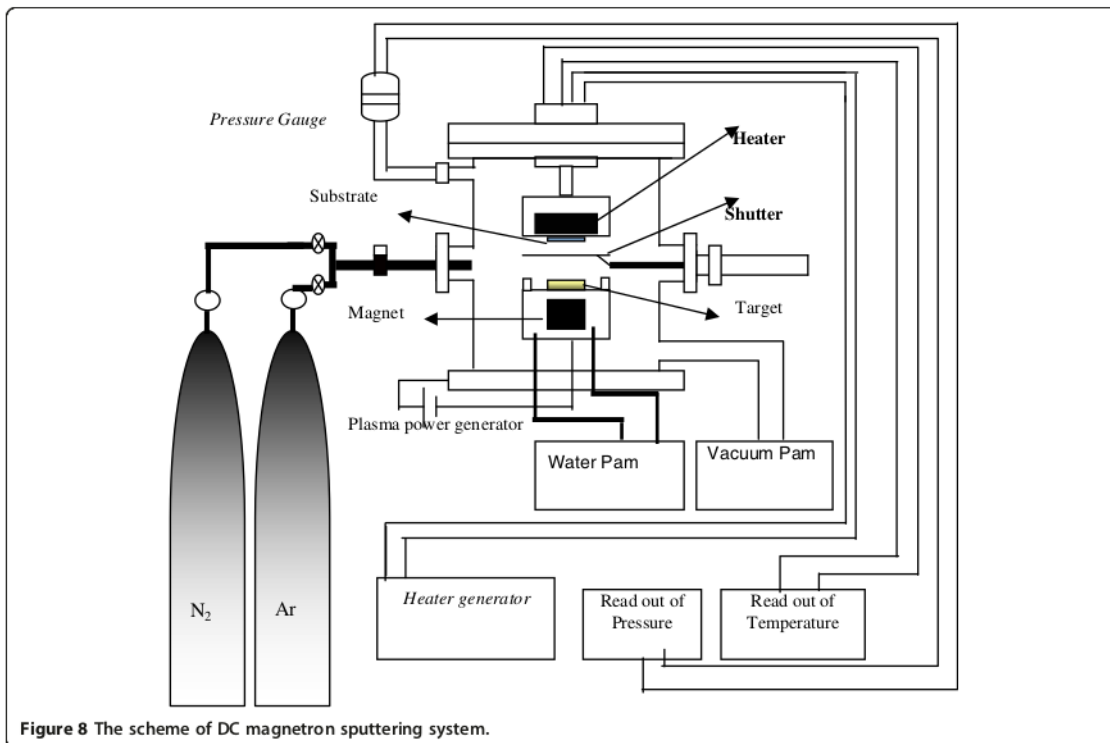 Pressure Gauge
Heater
Substrate
Shutter
Magnet
Target
Plasma power generator
Water Pam
Vacuum Pam
N₂
Ar
Heater generator
Read out of
Pressure
Read out of
Temperature
Figure 8 The scheme of DC magnetron sputtering system.